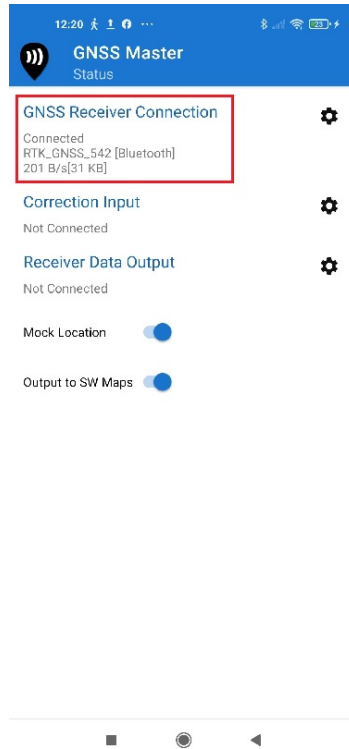 12:20
23
GNSS Master
Status
GNSS Receiver Connection
Connected
RTK_GNSS_542 [Bluetooth]
201 B/s[31 KB]
Correction Input
Not Connected
Receiver Data Output
Not Connected
Mock Location
Output to SW Maps